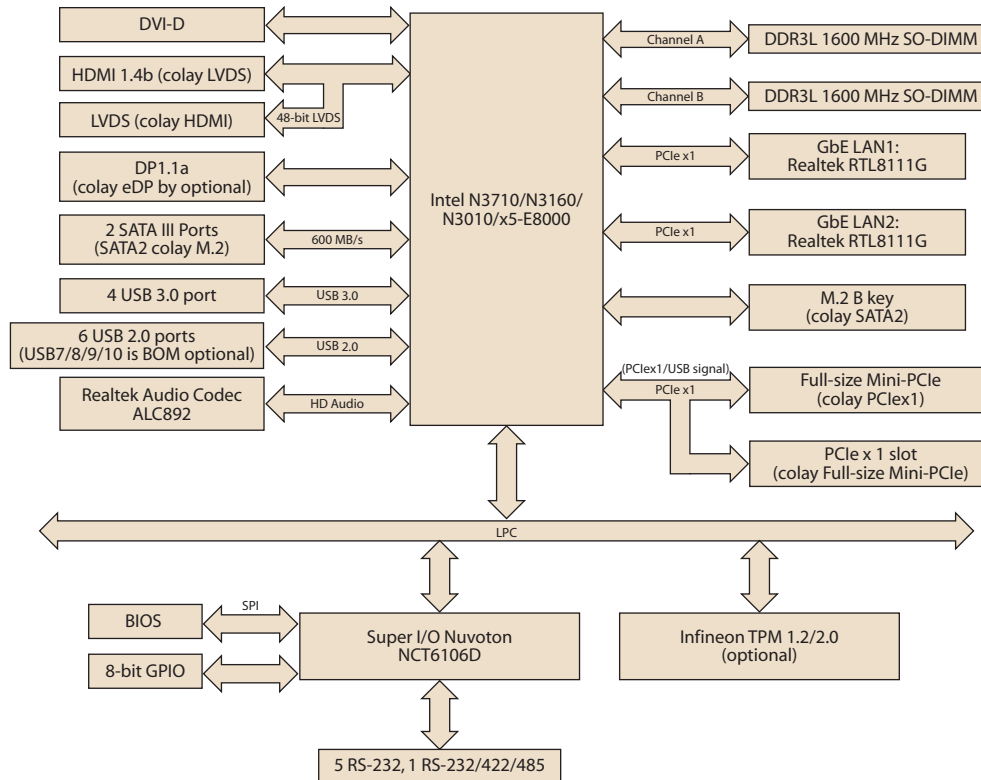 DVI-D
HDMI 1.4b (colay LVDS)
48-bit LVDS
LVDS (colay HDMI)
DP1.1a
(colay eDP by optional)
2 SATA III Ports
(SATA2 colay M.2)
600 MB/s
4 USB 3.0 port
USB 3.0
6 USB 2.0 ports
(USB7/8/9/10 is BOM optional)
USB 2.0
Realtek Audio Codec
ALC892
HD Audio
Intel N3710/N3160/
N3010/x5-E8000
Channel A
DDR3L 1600 MHz SO-DIMM
Channel B
DDR3L 1600 MHz SO-DIMM
PCIe x1
GbE LAN1:
Realtek RTL8111G
PCIe x1
GbE LAN2:
Realtek RTL8111G
M.2 B key
(colay SATA2)
(PCIex1/USB signal)
PCIe x1
Full-size Mini-PCIe
(colay PCIex1)
PCIe x 1 slot
(colay Full-size Mini-PCIe)
LPC
BIOS
SPI
8-bit GPIO
Super I/O Nuvoton
NCT6106D
Infineon TPM 1.2/2.0
(optional)
5 RS-232, 1 RS-232/422/485